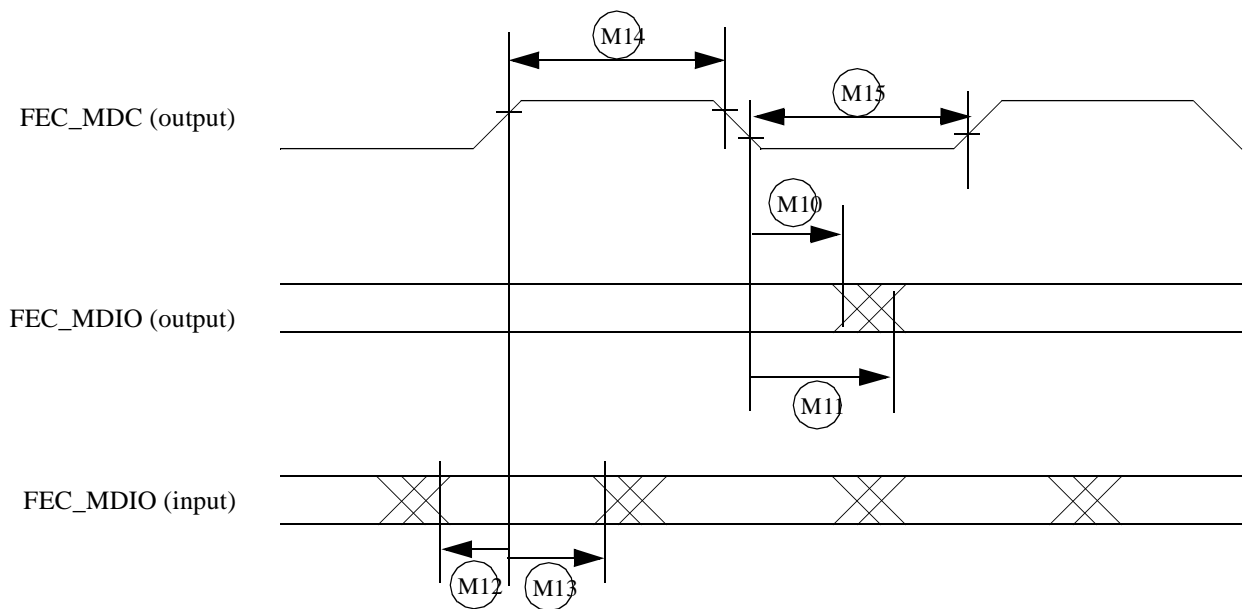 M14
FEC_MDC (output)
M15
M10
FEC_MDIO (output)
M11
FEC_MDIO (input)
M12
M13